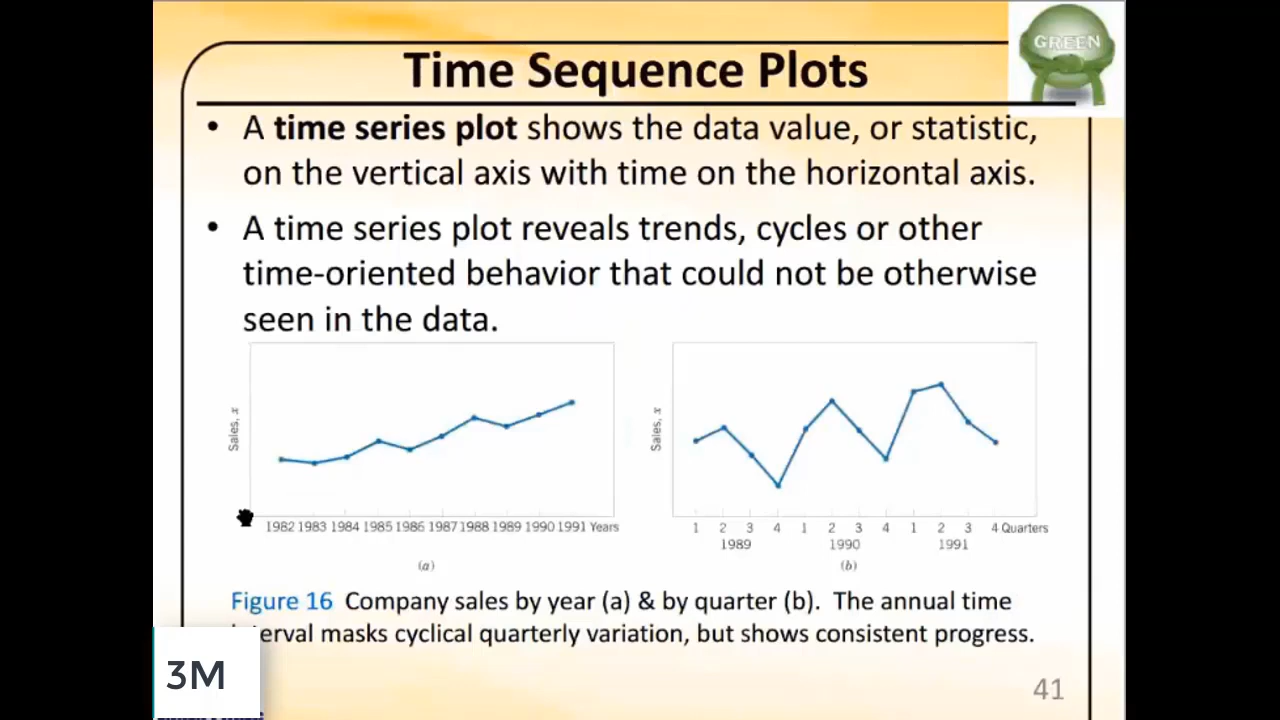 GREEN
Time Sequence Plots
• A time series plot shows the data value, or statistic,
on the vertical axis with time on the horizontal axis.
• A time series plot reveals trends, cycles or other
time-oriented behavior that could not be otherwise
seen in the data.
Sales, x
1982 1983 1984 1985 1986 1987 1988 1989 1990 1991 Years
(a)
Sales, x
1 2 3 4 1 2 3 4 1 2 3 4 Quarters
1989 1990 1991
(b)
Figure 16 Company sales by year (a) & by quarter (b). The annual time
masks cyclical quarterly variation, but shows consistent progress.
3M
41